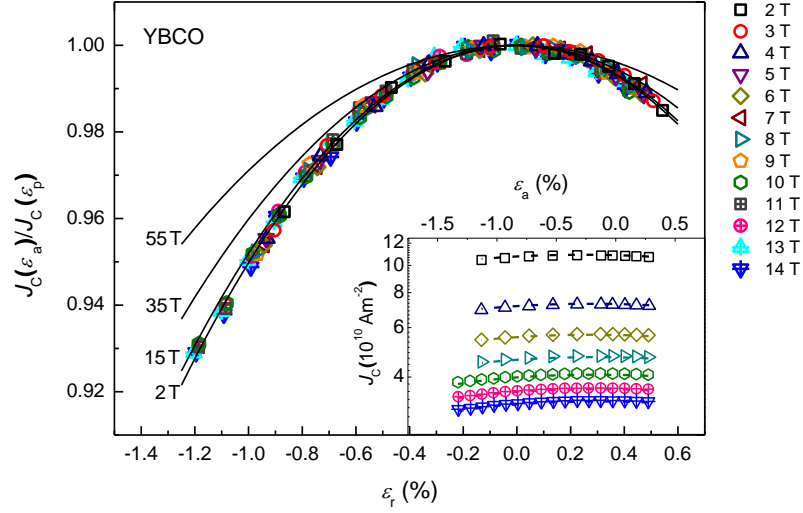 YBCO
J_C(ε_a)/J_C(ε_p)
1.00
0.98
0.96
0.94
0.92
55T
35T
15T
2T
-1.4 -1.2 -1.0 -0.8 -0.6 -0.4 -0.2 0.0 0.2 0.4 0.6
ε_r (%)
ε_a (%)
-1.5 -1.0 -0.5 0.0 0.5
J_C(10^10 Am^-2)
12
10
8
6
4
2 T
3 T
4 T
5 T
6 T
7 T
8 T
9 T
10 T
11 T
12 T
13 T
14 T